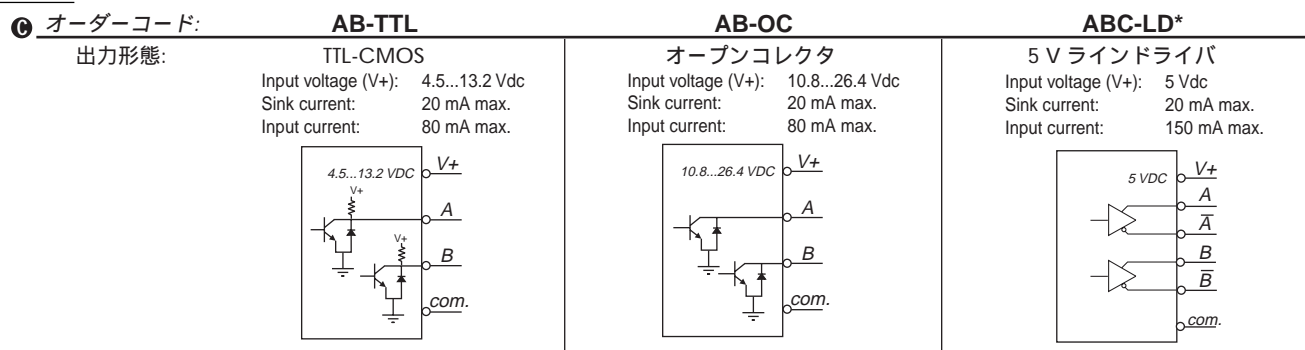 C オーダーコード: AB-TTL AB-OC ABC-LD*
出力形態: TTL-CMOS オープンコレクタ 5 V ラインドライバ
Input voltage (V+): 4.5...13.2 Vdc Input voltage (V+): 10.8...26.4 Vdc Input voltage (V+): 5 Vdc
Sink current: 20 mA max. Sink current: 20 mA max. Sink current: 20 mA max.
Input current: 80 mA max. Input current: 80 mA max. Input current: 150 mA max.
4.5...13.2 VDC V+
V+
A
V+
B
com.
10.8...26.4 VDC V+
A
B
com.
5 VDC V+
A
A̅
B
B̅
com.